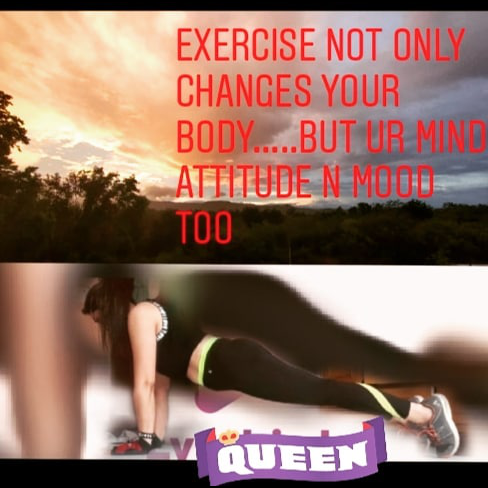 EXERCISE NOT ONLY
CHANGES YOUR
BODY.....BUT UR MIND
ATTITUDE N MOOD
TOO
QUEEN